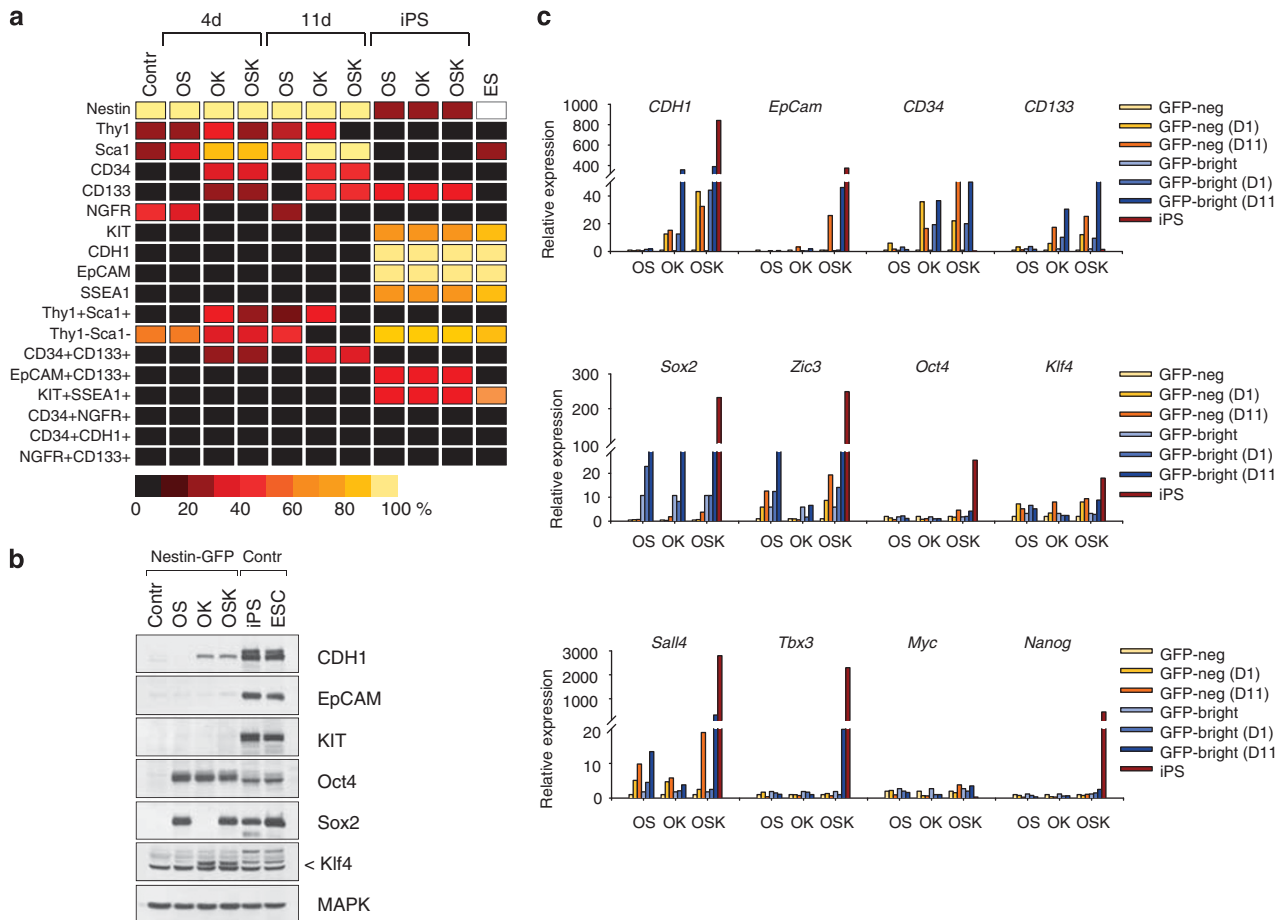 a
4d
11d
iPS
Contr
OS
OK
OSK
OS
OK
OSK
OS
OK
OSK
ES
Nestin
Thy1
Sca1
CD34
CD133
NGFR
KIT
CDH1
EpCAM
SSEA1
Thy1+Sca1+
Thy1-Sca1-
CD34+CD133+
EpCAM+CD133+
KIT+SSEA1+
CD34+NGFR+
CD34+CDH1+
NGFR+CD133+
0 20 40 60 80 100 %
b
Nestin-GFP Contr
Contr
OS
OK
OSK
iPS
ESC
CDH1
EpCAM
KIT
Oct4
Sox2
< Klf4
MAPK
c
Relative expression
1000
800
600
400
200
40
20
0
CDH1 EpCam CD34 CD133
OS OK OSK OS OK OSK OS OK OSK OS OK OSK
GFP-neg
GFP-neg (D1)
GFP-neg (D11)
GFP-bright
GFP-bright (D1)
GFP-bright (D11
iPS
Relative expression
300
200
100
20
10
0
Sox2 Zic3 Oct4 Klf4
OS OK OSK OS OK OSK OS OK OSK OS OK OSK
GFP-neg
GFP-neg (D1)
GFP-neg (D11)
GFP-bright
GFP-bright (D1)
GFP-bright (D11
iPS
Relative expression
3000
2000
1000
20
10
0
Sall4 Tbx3 Myc Nanog
OS OK OSK OS OK OSK OS OK OSK OS OK OSK
GFP-neg
GFP-neg (D1)
GFP-neg (D11)
GFP-bright
GFP-bright (D1)
GFP-bright (D11
iPS